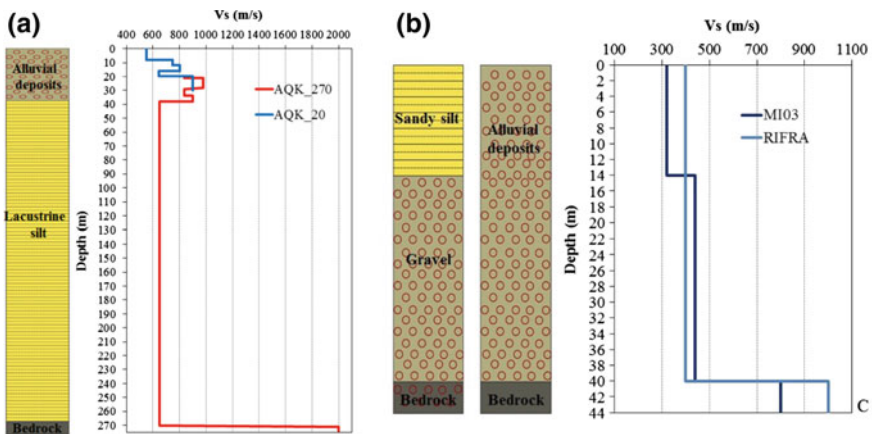 (a)
Alluvial
deposits
Lacustrine
silt
Bedrock
Vs (m/s)
400 600 800 1000 1200 1400 1600 1800 2000
Depth (m)
0
10
20
30
40
50
60
70
80
90
100
110
120
130
140
150
160
170
180
190
200
210
220
230
240
250
260
270
AQK_270
AQK_20
(b)
Sandy silt
Gravel
Bedrock
Alluvial
deposits
Bedrock
Vs (m/s)
100 300 500 700 900 1100
Depth (m)
0
2
4
6
8
10
12
14
16
18
20
22
24
26
28
30
32
34
36
38
40
42
44
MI03
RIFRA
C